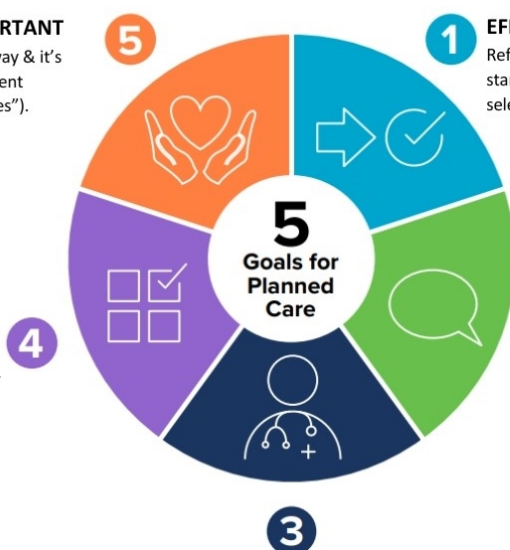 RTANT
ay & it's
ent
es").
5
1
EF
Ref
sta
sele
5
Goals for
Planned
Care
4
3